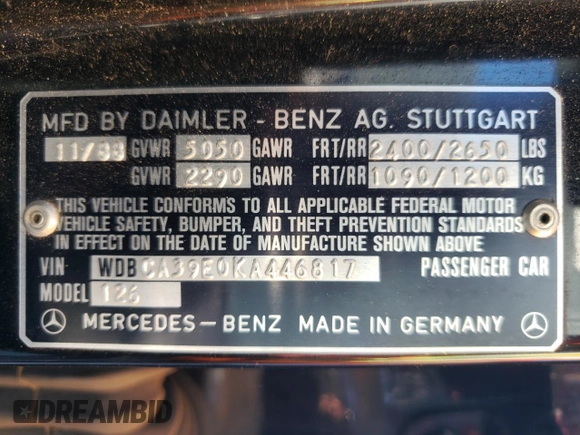 MFD BY DAIMLER - BENZ AG. STUTTGART
11/88 GVWR 5050 GAWR FRT/RR 2400/2650 LBS
GVWR 2290 GAWR FRT/RR 1090/1200 KG
THIS VEHICLE CONFORMS TO ALL APPLICABLE FEDERAL MOTOR
VEHICLE SAFETY, BUMPER, AND THEFT PREVENTION STANDARDS
IN EFFECT ON THE DATE OF MANUFACTURE SHOWN ABOVE
VIN WDBCA39E0KA446817 PASSENGER CAR
MODEL 126
MERCEDES-BENZ MADE IN GERMANY
DREAMBID